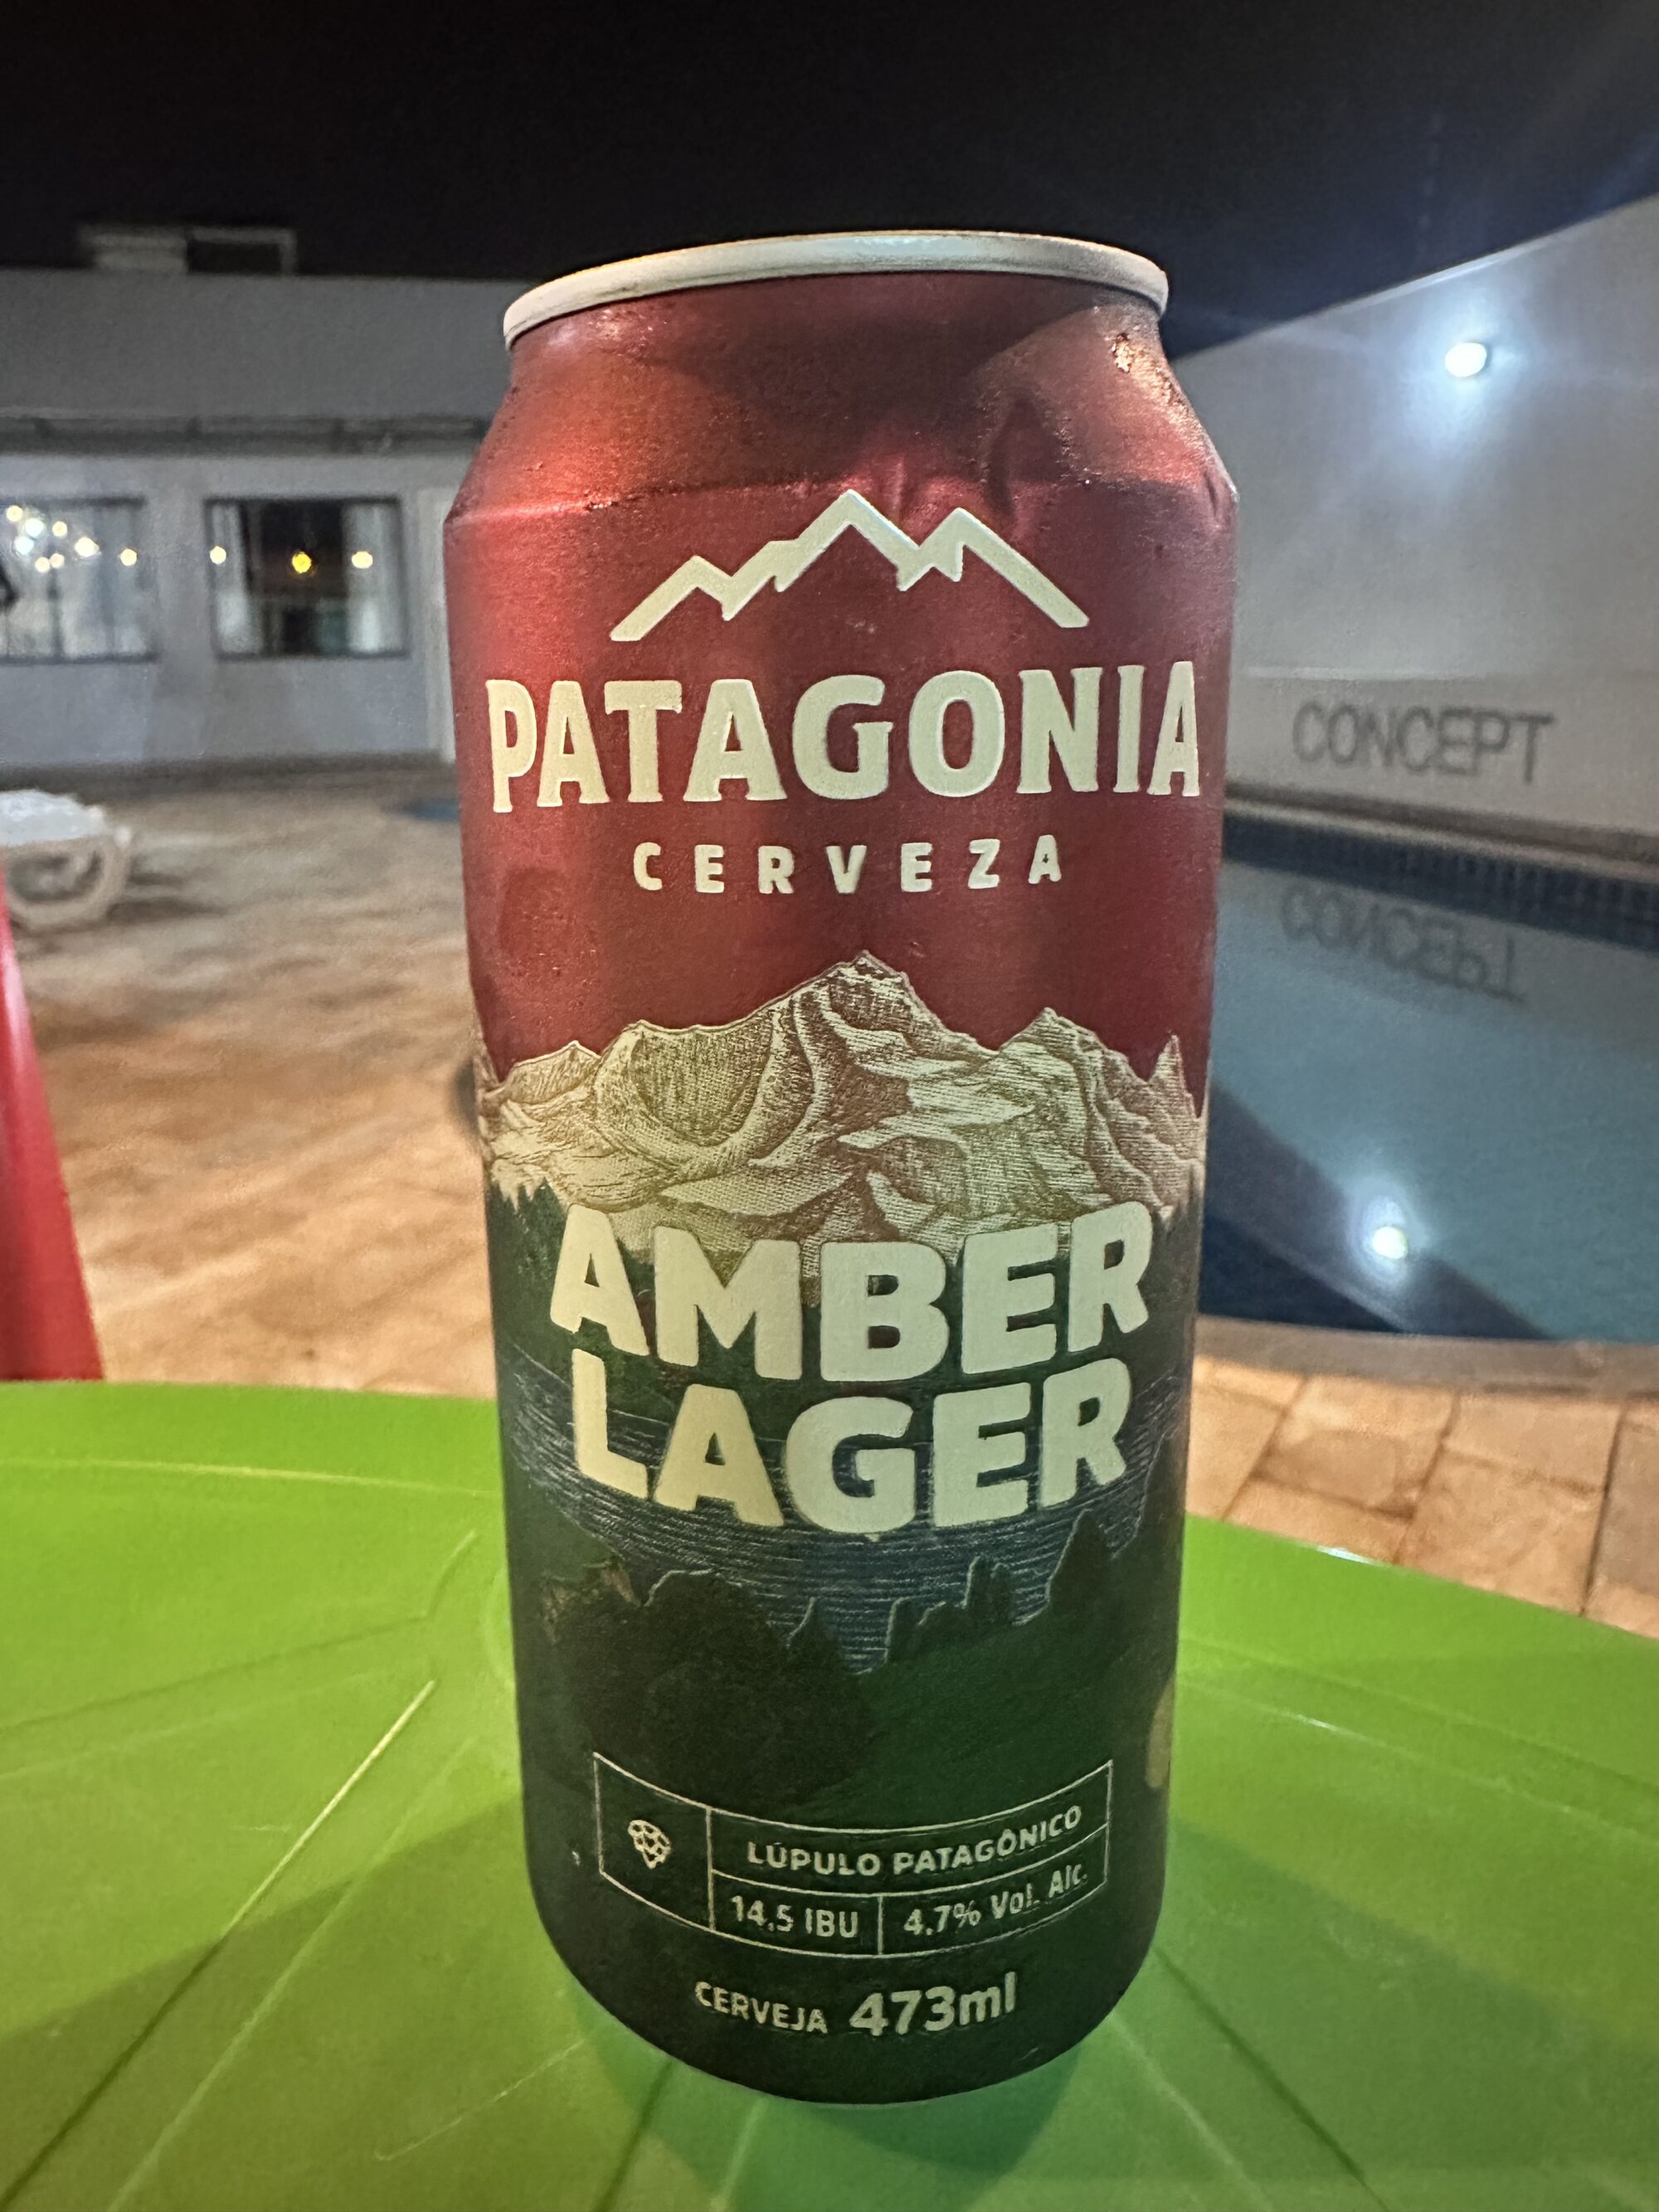 PATAGONIA
CERVEZA
CONCEPT
AMBER
LAGER
LÚPULO PATAGÔNICO
14,5 IBU
4,7% Vol. Alc.
CERVEJA 473ml